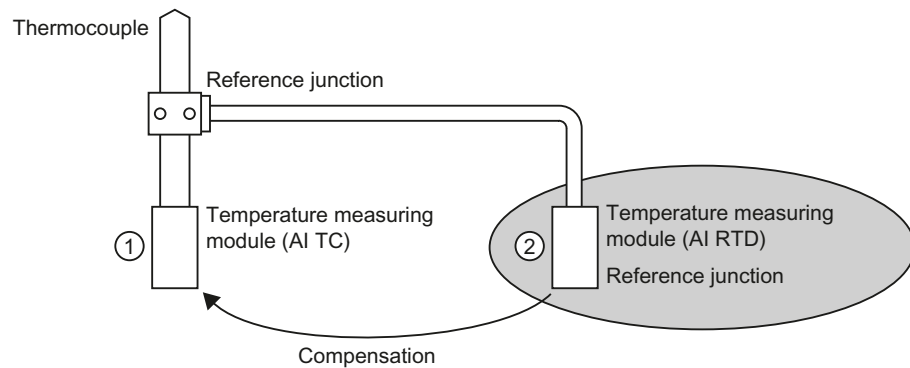 Thermocouple
Reference junction
Temperature measuring
module (AI TC)
1
Temperature measuring
module (AI RTD)
2
Reference junction
Compensation